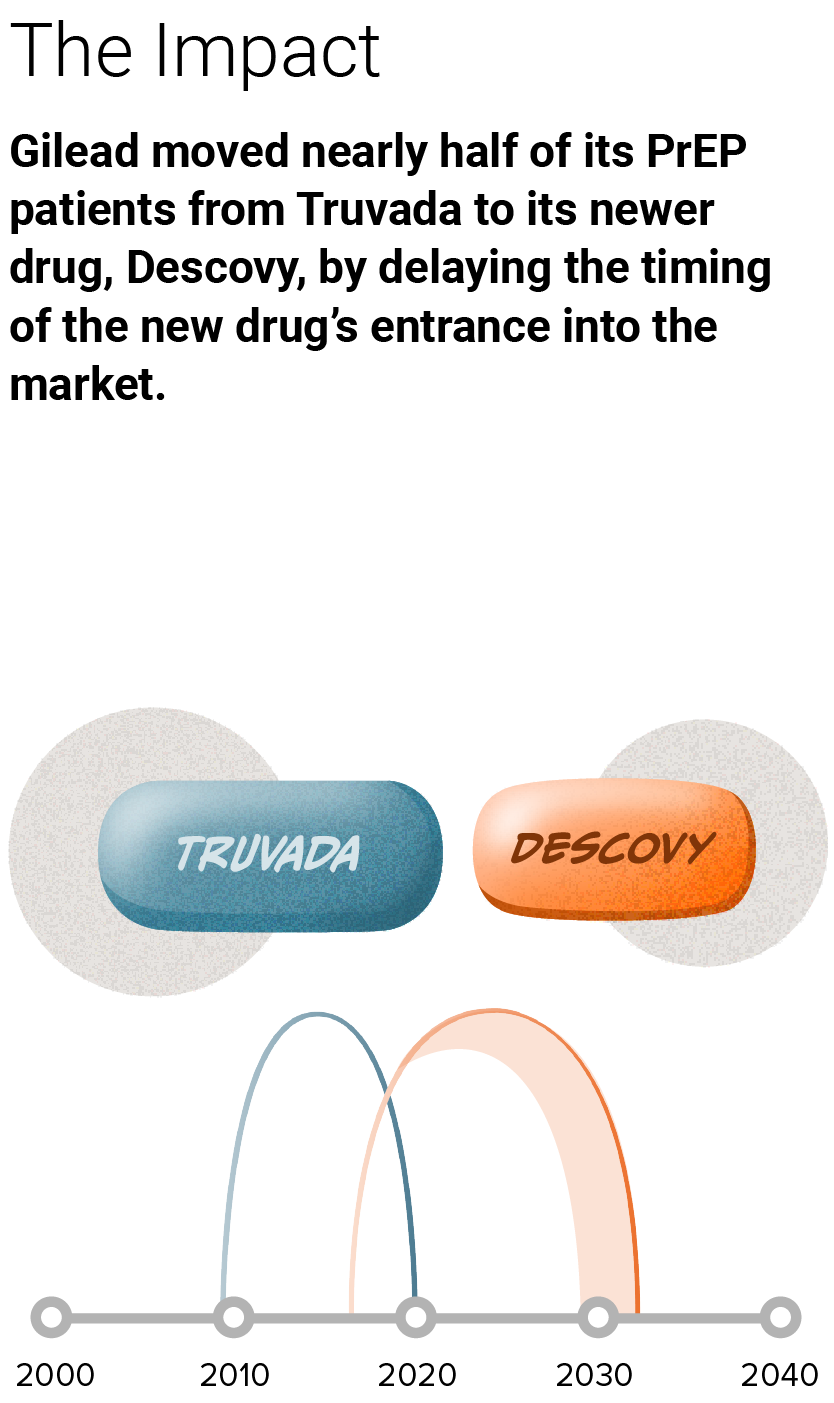 The Impact
Gilead moved nearly half of its PrEP
patients from Truvada to its newer
drug, Descovy, by delaying the timing
of the new drug’s entrance into the
market.
TRUVADA
DESCOVY
2000
2010
2020
2030
2040